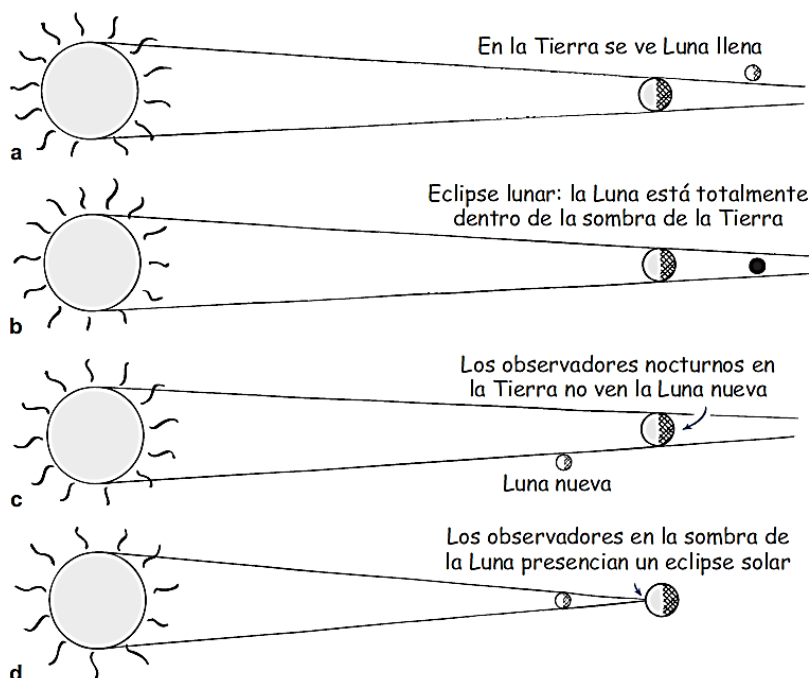 En la Tierra se ve Luna llena
a
Eclipse lunar: la Luna está totalmente
dentro de la sombra de la Tierra
b
Los observadores nocturnos en
la Tierra no ven la Luna nueva
Luna nueva
c
Los observadores en la sombra de
la Luna presencian un eclipse solar
d